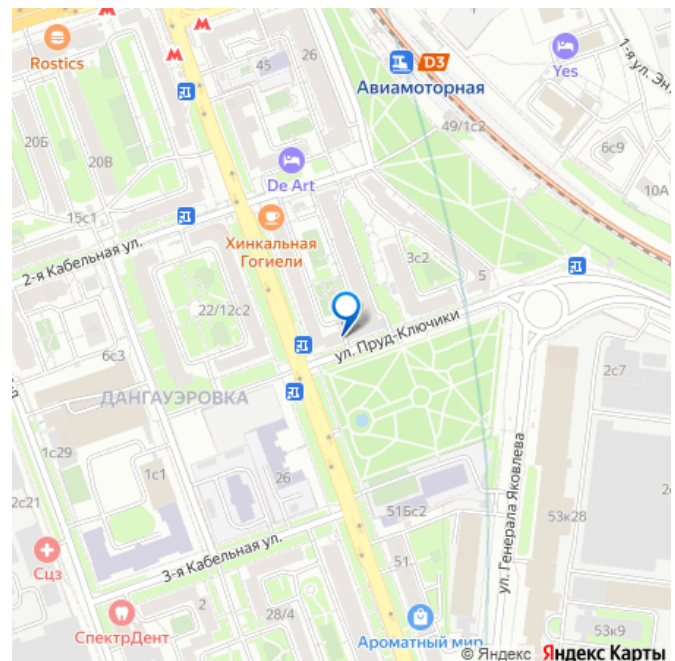 Rostics
45
26
D3
Авиамоторная
Yes
1-я ул. Эн
49/1с2
6с9
20Б
20В
De Art
10А
15с1
2-я Кабельная ул.
Хинкальная
Гогиели
3с2
5
22/12с2
ул. Пруд-Ключики
6с3
ДАНГАУЭРОВКА
2с7
1с29
1с1
26
2с21
51Бс2
53к28
ул. Генерала Яковлева
3-я Кабельная ул.
Сцз
51
2
28/4
СпектрДент
Ароматный мир
53к9
© Яндекс Яндекс Карты